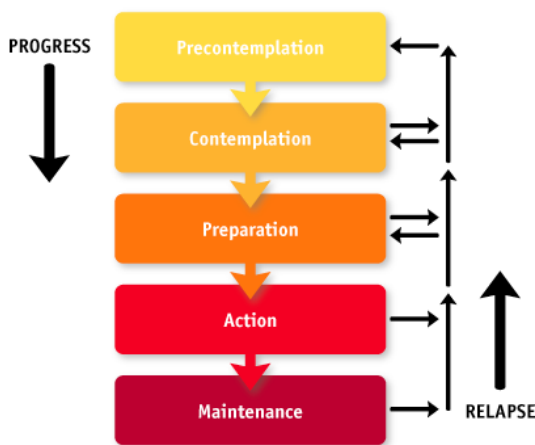 PROGRESS
Precontemplation
Contemplation
Preparation
Action
Maintenance
RELAPSE